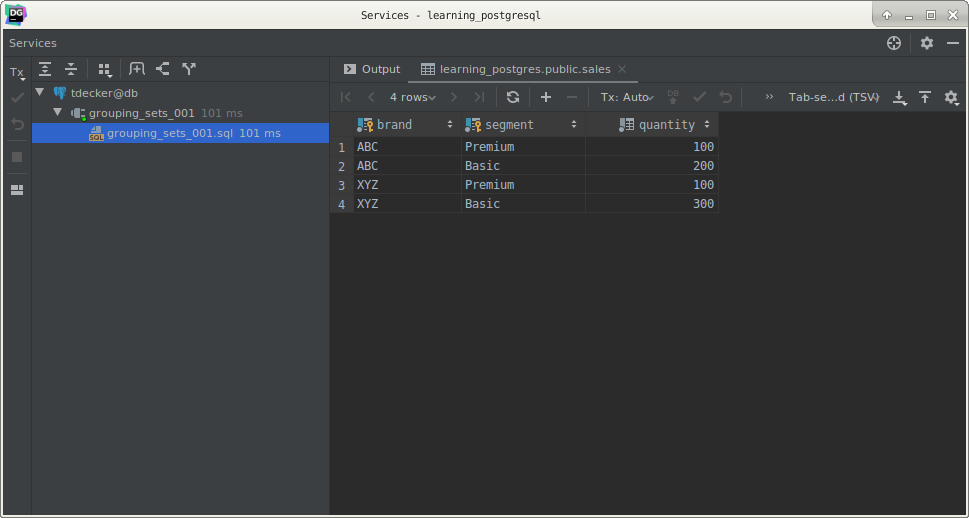 DG
Services - learning_postgresql
Services
Tx
tdecker@db
grouping_sets_001 101 ms
SQL grouping_sets_001.sql 101 ms
Output learning_postgres.public.sales
4 rows Tx: Auto DB Tab-se...d (TSV)
brand segment quantity
1 ABC Premium 100
2 ABC Basic 200
3 XYZ Premium 100
4 XYZ Basic 300